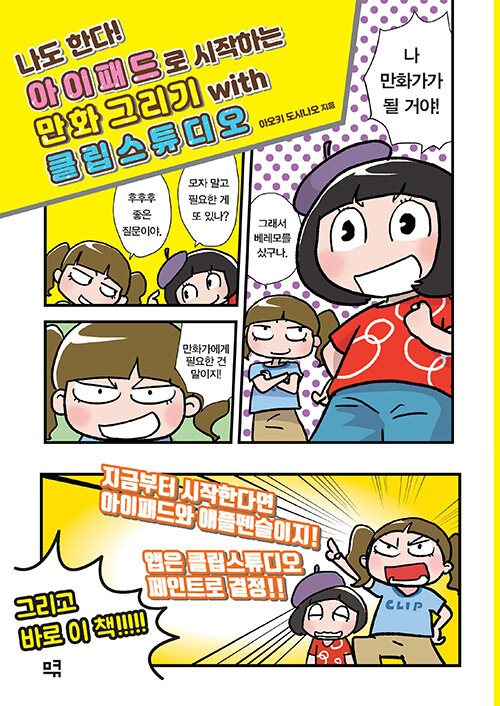 나도 한다!
아이패드로 시작하는
만화 그리기 with
클립스튜디오
아오키 도시나오 지음
나
만화가가
될 거야!
그래서
베레모를
샀구나.
모자 말고
필요한 게
또 있나?
후후후
좋은
질문이야.
만화가에게
필요한 건
말이지!
지금부터 시작한다면
아이패드와 애플펜슬이지!
앱은 클립스튜디오
페인트로 결정!!
CLIP
그리고
바로 이 책!!!!!